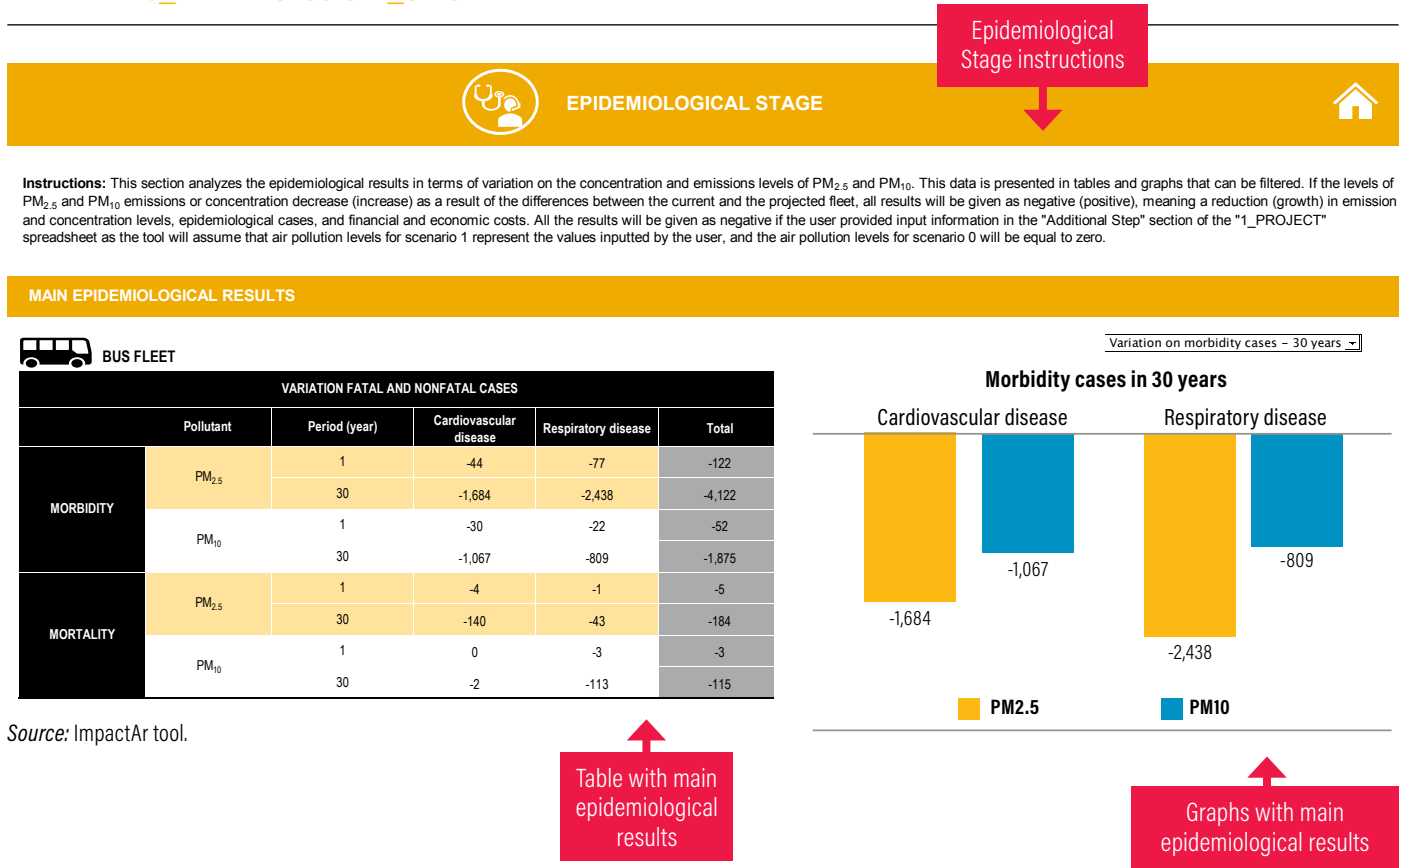 Epidemiological
Stage instructions
EPIDEMIOLOGICAL STAGE
Instructions: This section analyzes the epidemiological results in terms of variation on the concentration and emissions levels of PM2.5 and PM10. This data is presented in tables and graphs that can be filtered. If the levels of
PM2.5 and PM10 emissions or concentration decrease (increase) as a result of the differences between the current and the projected fleet, all results will be given as negative (positive), meaning a reduction (growth) in emission
and concentration levels, epidemiological cases, and financial and economic costs. All the results will be given as negative if the user provided input information in the "Additional Step" section of the "1_PROJECT"
spreadsheet as the tool will assume that air pollution levels for scenario 1 represent the values inputted by the user, and the air pollution levels for scenario 0 will be equal to zero.
MAIN EPIDEMIOLOGICAL RESULTS
BUS FLEET
VARIATION FATAL AND NONFATAL CASES
Pollutant Period (year) Cardiovascular disease Respiratory disease Total
MORBIDITY
PM2.5
1 -44 -77 -122
30 -1,684 -2,438 -4,122
PM10
1 -30 -22 -52
30 -1,067 -809 -1,875
MORTALITY
PM2.5
1 -4 -1 -5
30 -140 -43 -184
PM10
1 0 -3 -3
30 -2 -113 -115
Source: ImpactAr tool.
Table with main
epidemiological
results
Variation on morbidity cases - 30 years
Morbidity cases in 30 years
Cardiovascular disease Respiratory disease
-1,684
-1,067
-2,438
-809
PM2.5 PM10
Graphs with main
epidemiological results